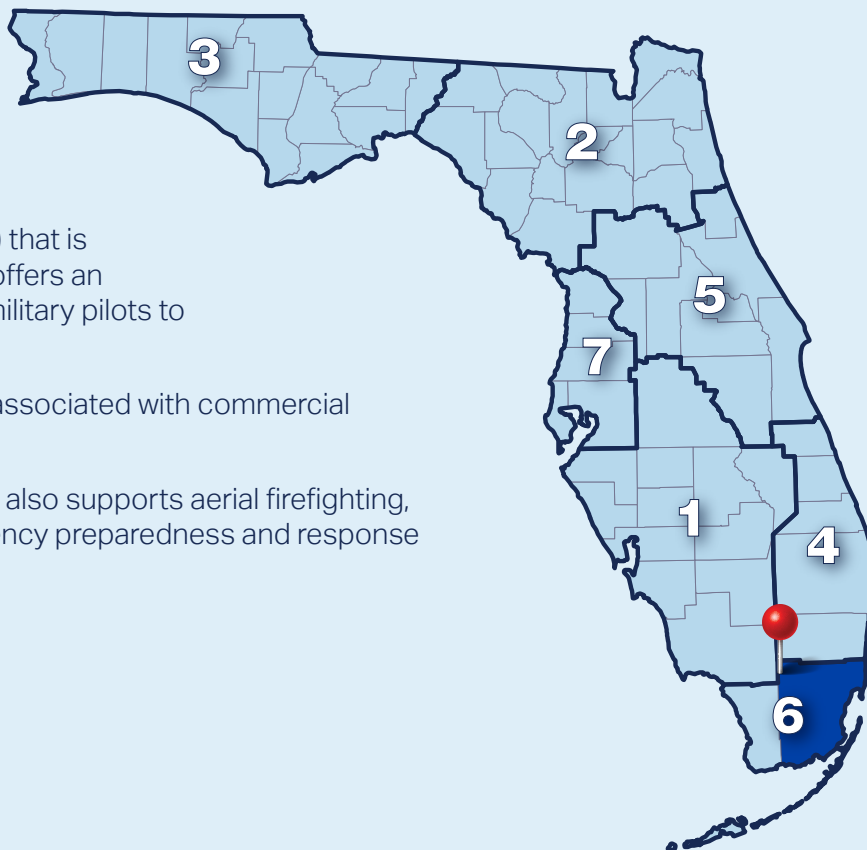 3
2
) that is
offers an
5
military pilots to
7
associated with commercial
also supports aerial firefighting,
1
ency preparedness and response
4
6